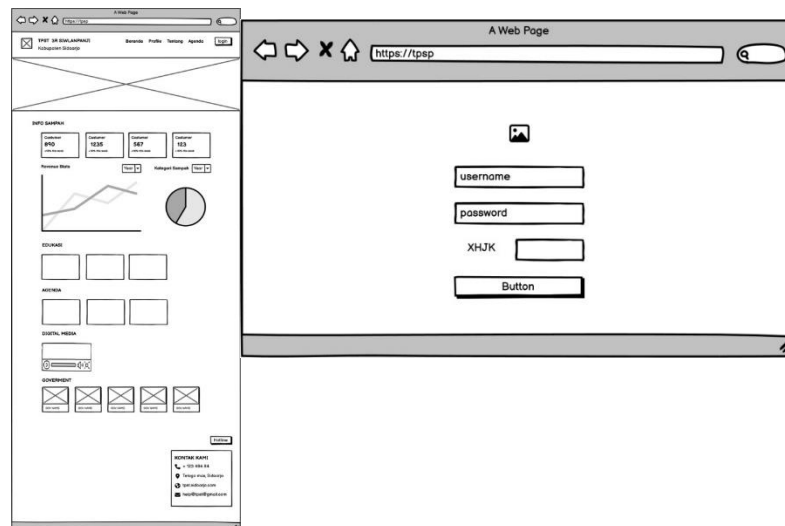 A Web Page
https://tpsp
TPST 3R SIWLANPANJI
Kabupaten Sidoarjo
Beranda Profile Tentang Agenda login
INFO SAMPAH
Customer Customer Customer Customer
890 1235 567 123
Revenue Stats Year Kategori Sampah Year
EDUKASI
AGENDA
DIGITAL MEDIA
GOVERMENT
KONTAK KAMI
A Web Page
https://tpsp
username
password
XHJK
Button